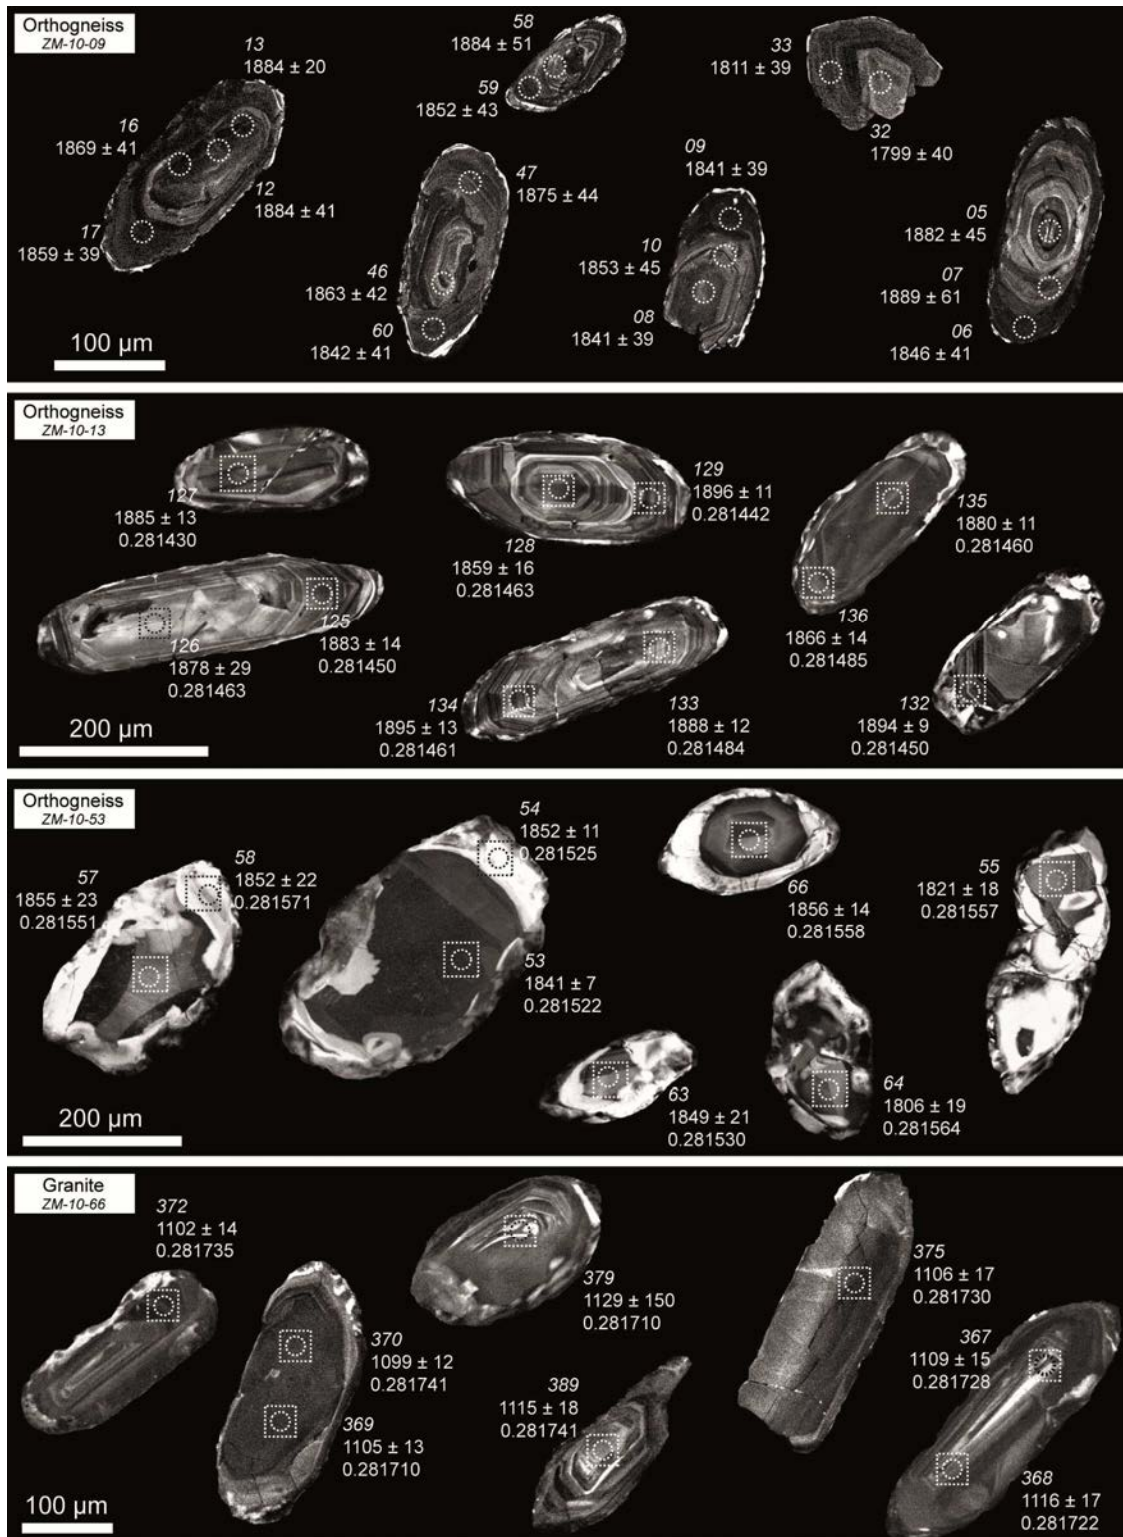 Orthogneiss
ZM-10-09
13
1884 ± 20
16
1869 ± 41
12
1884 ± 41
17
1859 ± 39
58
1884 ± 51
59
1852 ± 43
47
1875 ± 44
46
1863 ± 42
60
1842 ± 41
33
1811 ± 39
32
1799 ± 40
09
1841 ± 39
10
1853 ± 45
08
1841 ± 39
05
1882 ± 45
07
1889 ± 61
06
1846 ± 41
100 µm
Orthogneiss
ZM-10-13
127
1885 ± 13
0.281430
129
1896 ± 11
0.281442
128
1859 ± 16
0.281463
135
1880 ± 11
0.281460
136
1866 ± 14
0.281485
125
1883 ± 14
0.281450
126
1878 ± 29
0.281463
134
1895 ± 13
0.281461
133
1888 ± 12
0.281484
132
1894 ± 9
0.281450
200 µm
Orthogneiss
ZM-10-53
57
1855 ± 23
0.281551
58
1852 ± 22
0.281571
54
1852 ± 11
0.281525
53
1841 ± 7
0.281522
66
1856 ± 14
0.281558
55
1821 ± 18
0.281557
63
1849 ± 21
0.281530
64
1806 ± 19
0.281564
200 µm
Granite
ZM-10-66
372
1102 ± 14
0.281735
370
1099 ± 12
0.281741
369
1105 ± 13
0.281710
379
1129 ± 150
0.281710
389
1115 ± 18
0.281741
375
1106 ± 17
0.281730
367
1109 ± 15
0.281728
368
1116 ± 17
0.281722
100 µm